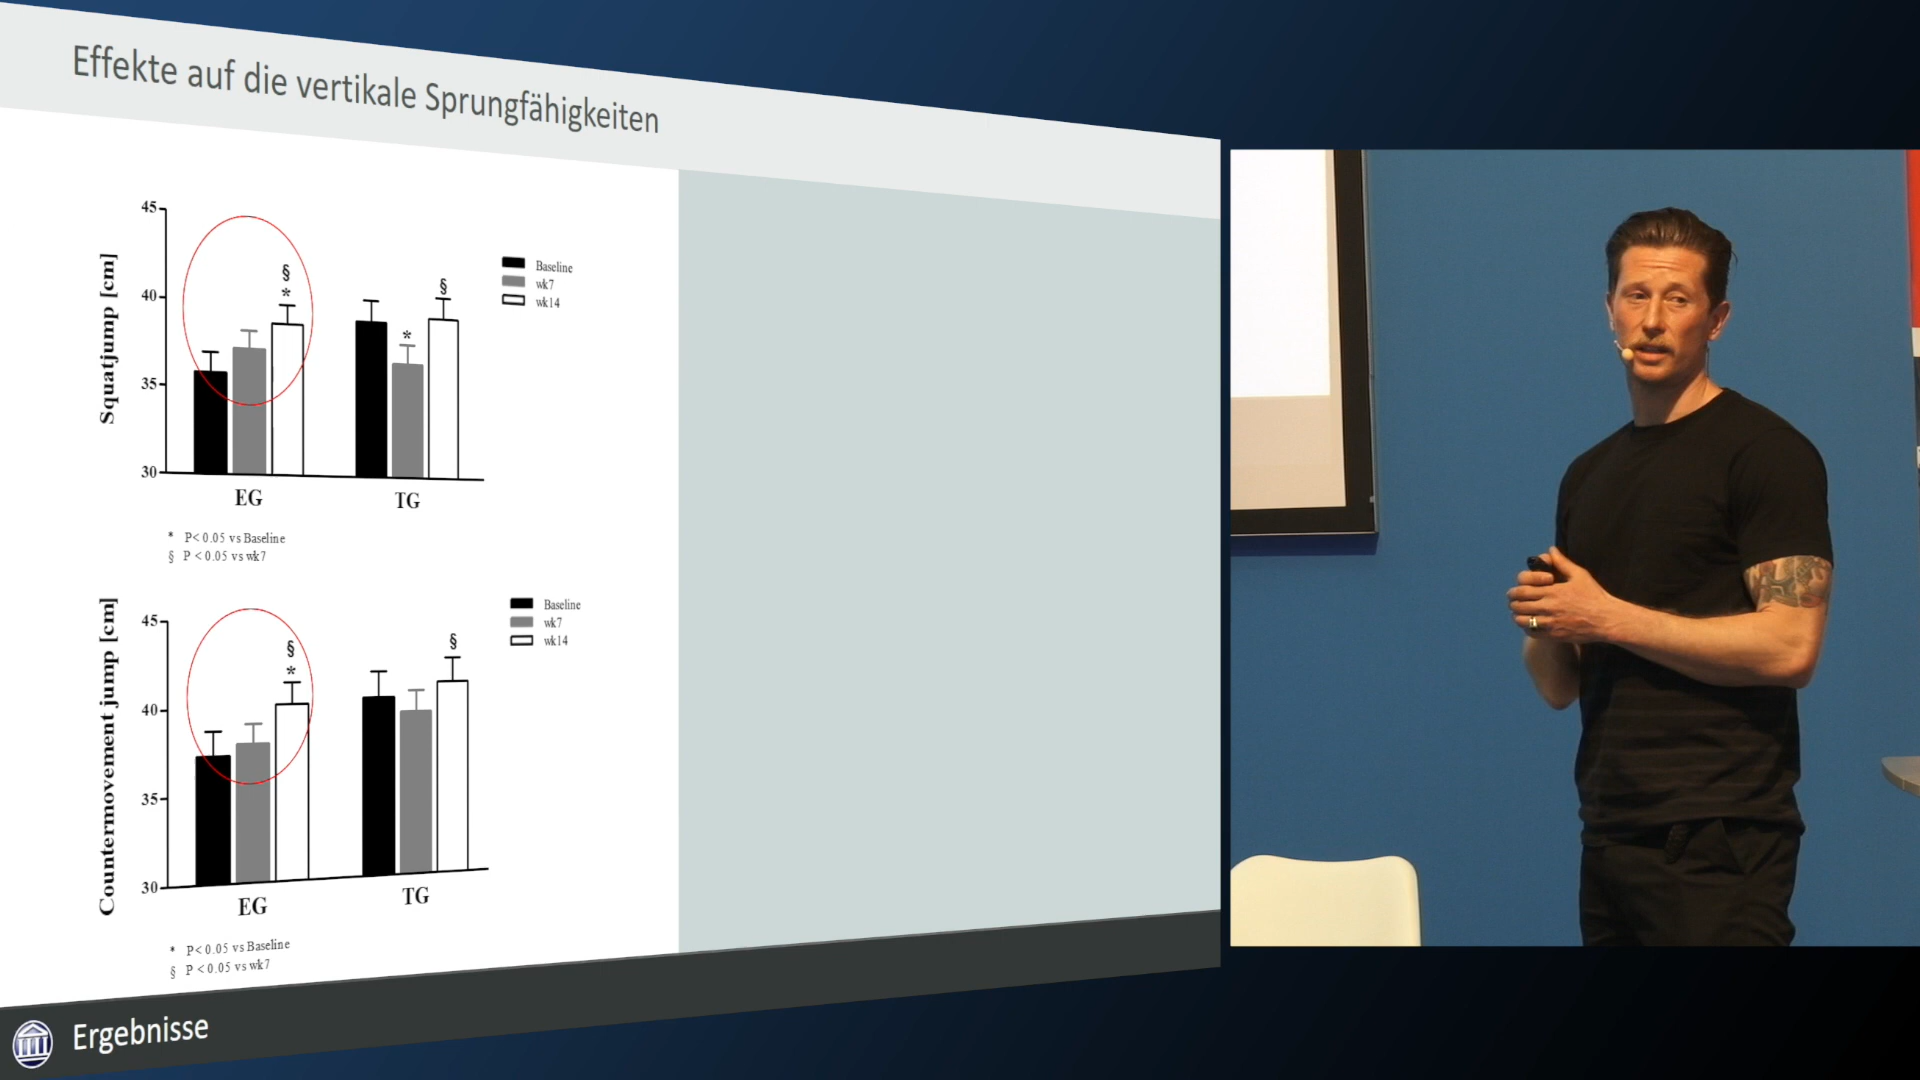 Effekte auf die vertikale Sprungfähigkeiten
45
40
35
30
Squatjump [cm]
§
*
*
§
Baseline
wk7
wk14
EG
TG
* P< 0.05 vs Baseline
§ P < 0.05 vs wk7
45
40
35
30
Countermovement jump [cm]
§
*
§
Baseline
wk7
wk14
EG
TG
* P< 0.05 vs Baseline
§ P < 0.05 vs wk7
Ergebnisse